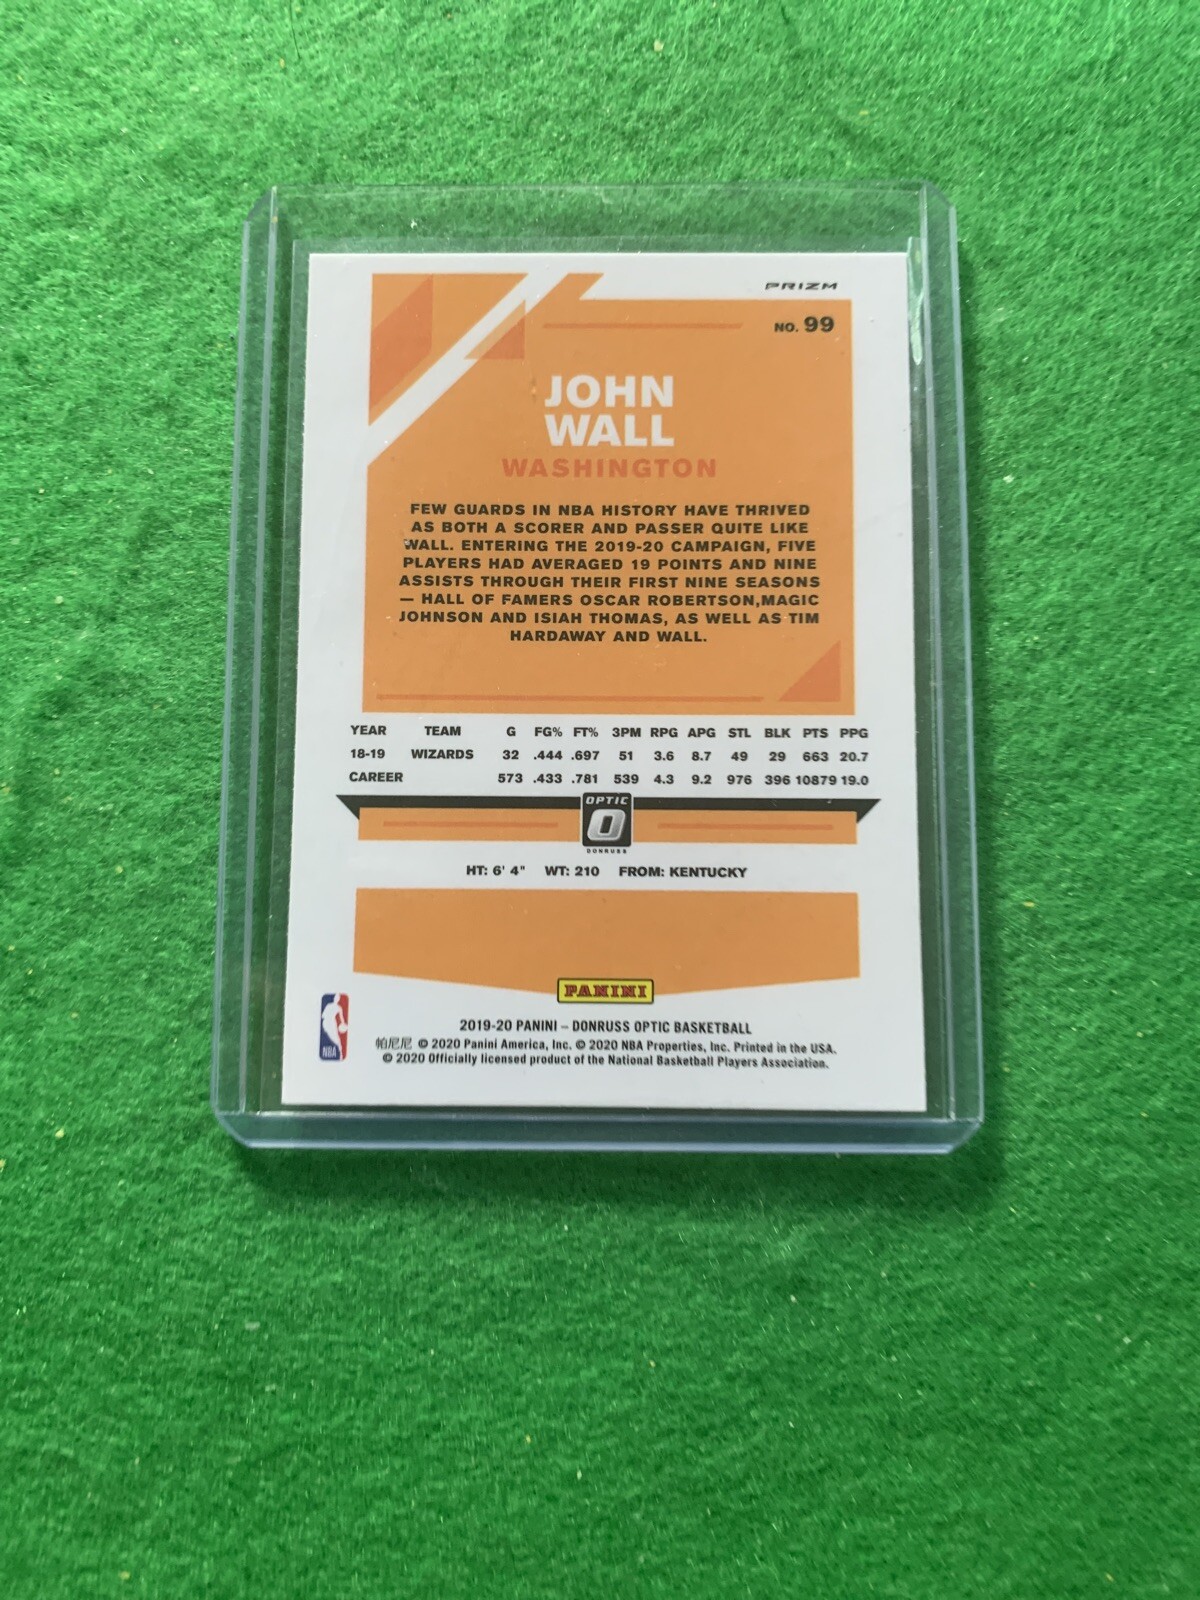 PRIZM
NO. 99
JOHN
WALL
WASHINGTON
FEW GUARDS IN NBA HISTORY HAVE THRIVED
AS BOTH A SCORER AND PASSER QUITE LIKE
WALL. ENTERING THE 2019-20 CAMPAIGN, FIVE
PLAYERS HAD AVERAGED 19 POINTS AND NINE
ASSISTS THROUGH THEIR FIRST NINE SEASONS
— HALL OF FAMERS OSCAR ROBERTSON,MAGIC
JOHNSON AND ISIAH THOMAS, AS WELL AS TIM
HARDAWAY AND WALL.
YEAR TEAM G FG% FT% 3PM RPG APG STL BLK PTS PPG
18-19 WIZARDS 32 .444 .697 51 3.6 8.7 49 29 663 20.7
CAREER 573 .433 .781 539 4.3 9.2 976 396 10879 19.0
OPTIC
O
DONRUSS
HT: 6' 4" WT: 210 FROM: KENTUCKY
PANINI
NBA
2019-20 PANINI – DONRUSS OPTIC BASKETBALL
帕尼尼 © 2020 Panini America, Inc. © 2020 NBA Properties, Inc. Printed in the USA.
© 2020 Officially licensed product of the National Basketball Players Association.